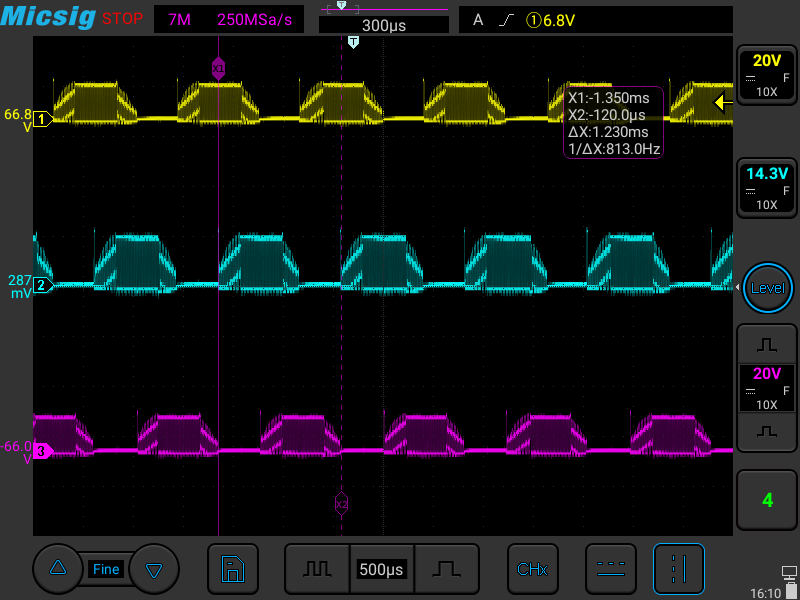 Micsig STOP 7M 250MSa/s 300µs A ①6.8V
T
T
X1
20V
F
10X
66.8
V
1
X1:-1.350ms
X2:-120.0µs
ΔX:1.230ms
1/ΔX:813.0Hz
14.3V
F
10X
287
mV
2
Level
20V
F
10X
-66.0
V
3
X2
4
Fine
500µs
CHx
16:10